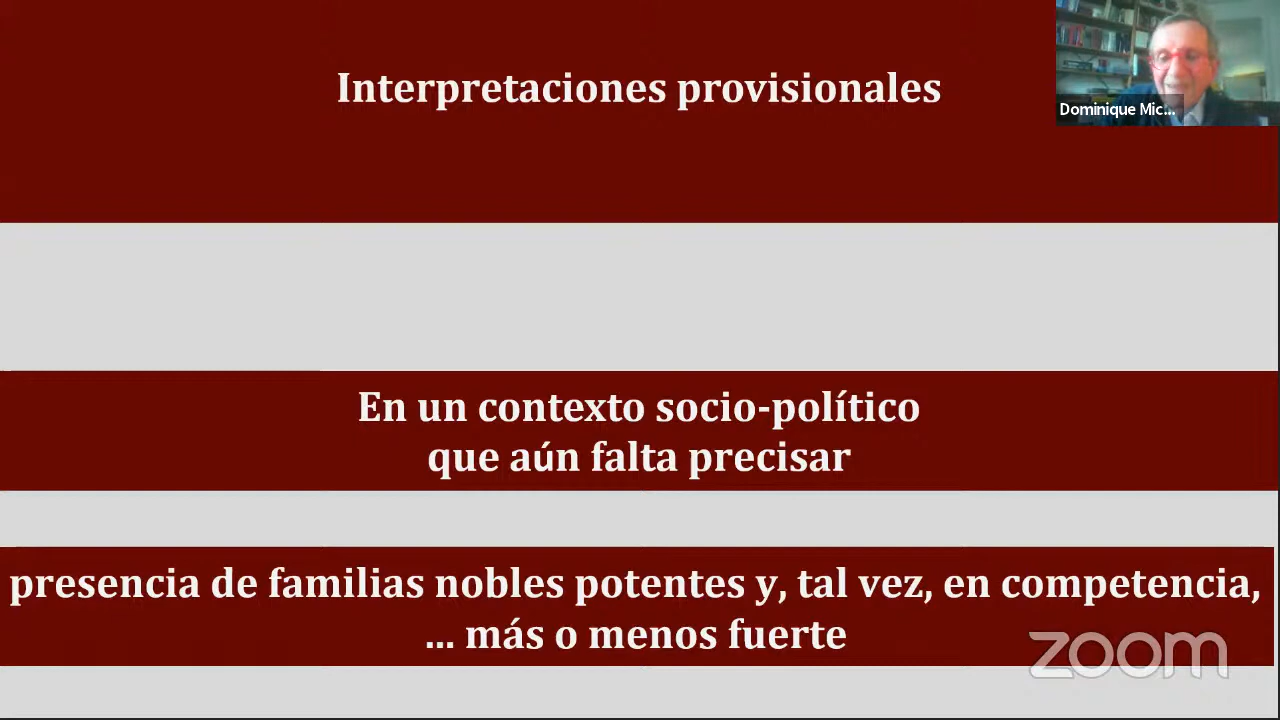 Interpretaciones provisionales
Dominique Mic...
En un contexto socio-político
que aún falta precisar
presencia de familias nobles potentes y, tal vez, en competencia,
... más o menos fuerte
zoom